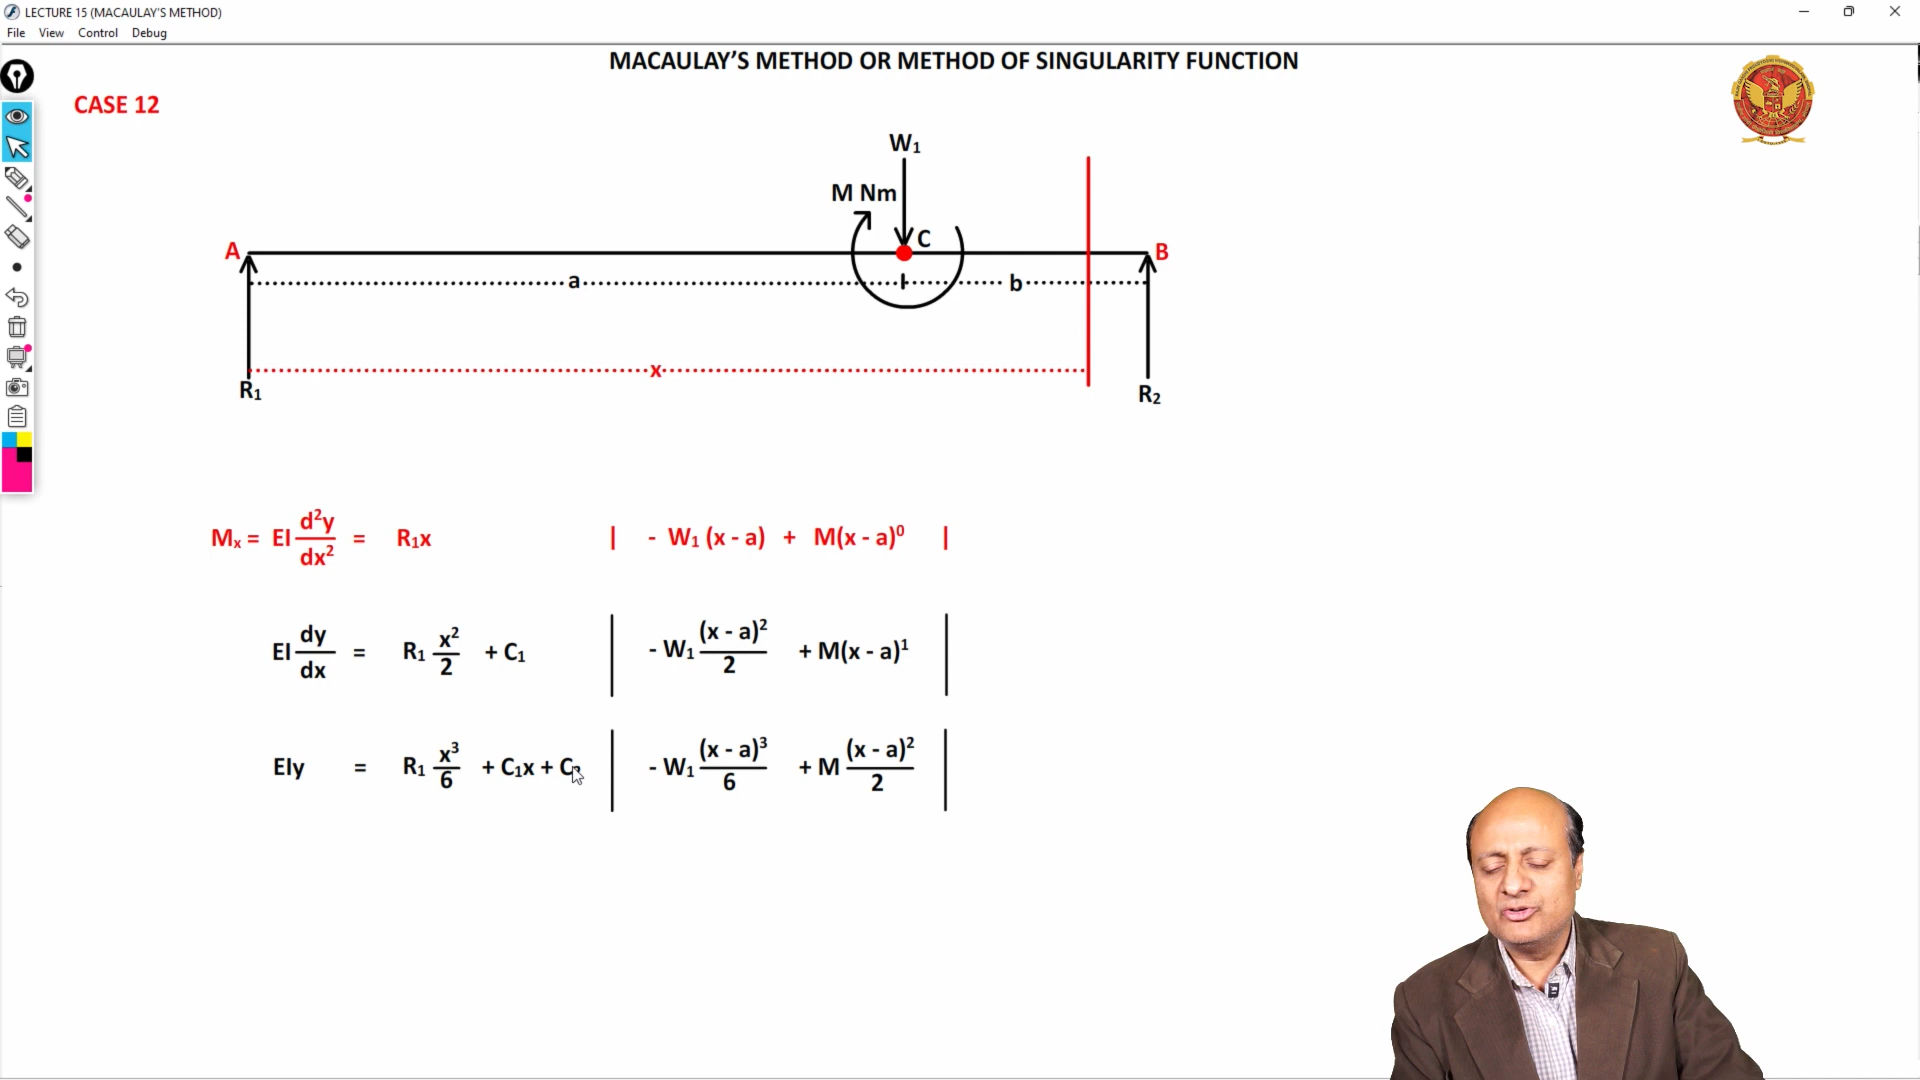 LECTURE 15 (MACAULAY'S METHOD)
File View Control Debug
MACAULAY’S METHOD OR METHOD OF SINGULARITY FUNCTION
CASE 12
W₁
M Nm
A
C
B
a
b
x
R₁
R₂
Mₓ = EI d²y/dx² = R₁x | - W₁ (x - a) + M(x - a)⁰ |
EI dy/dx = R₁ x²/2 + C₁ | - W₁ (x - a)²/2 + M(x - a)¹ |
EIy = R₁ x³/6 + C₁x + C | - W₁ (x - a)³/6 + M (x - a)²/2 |